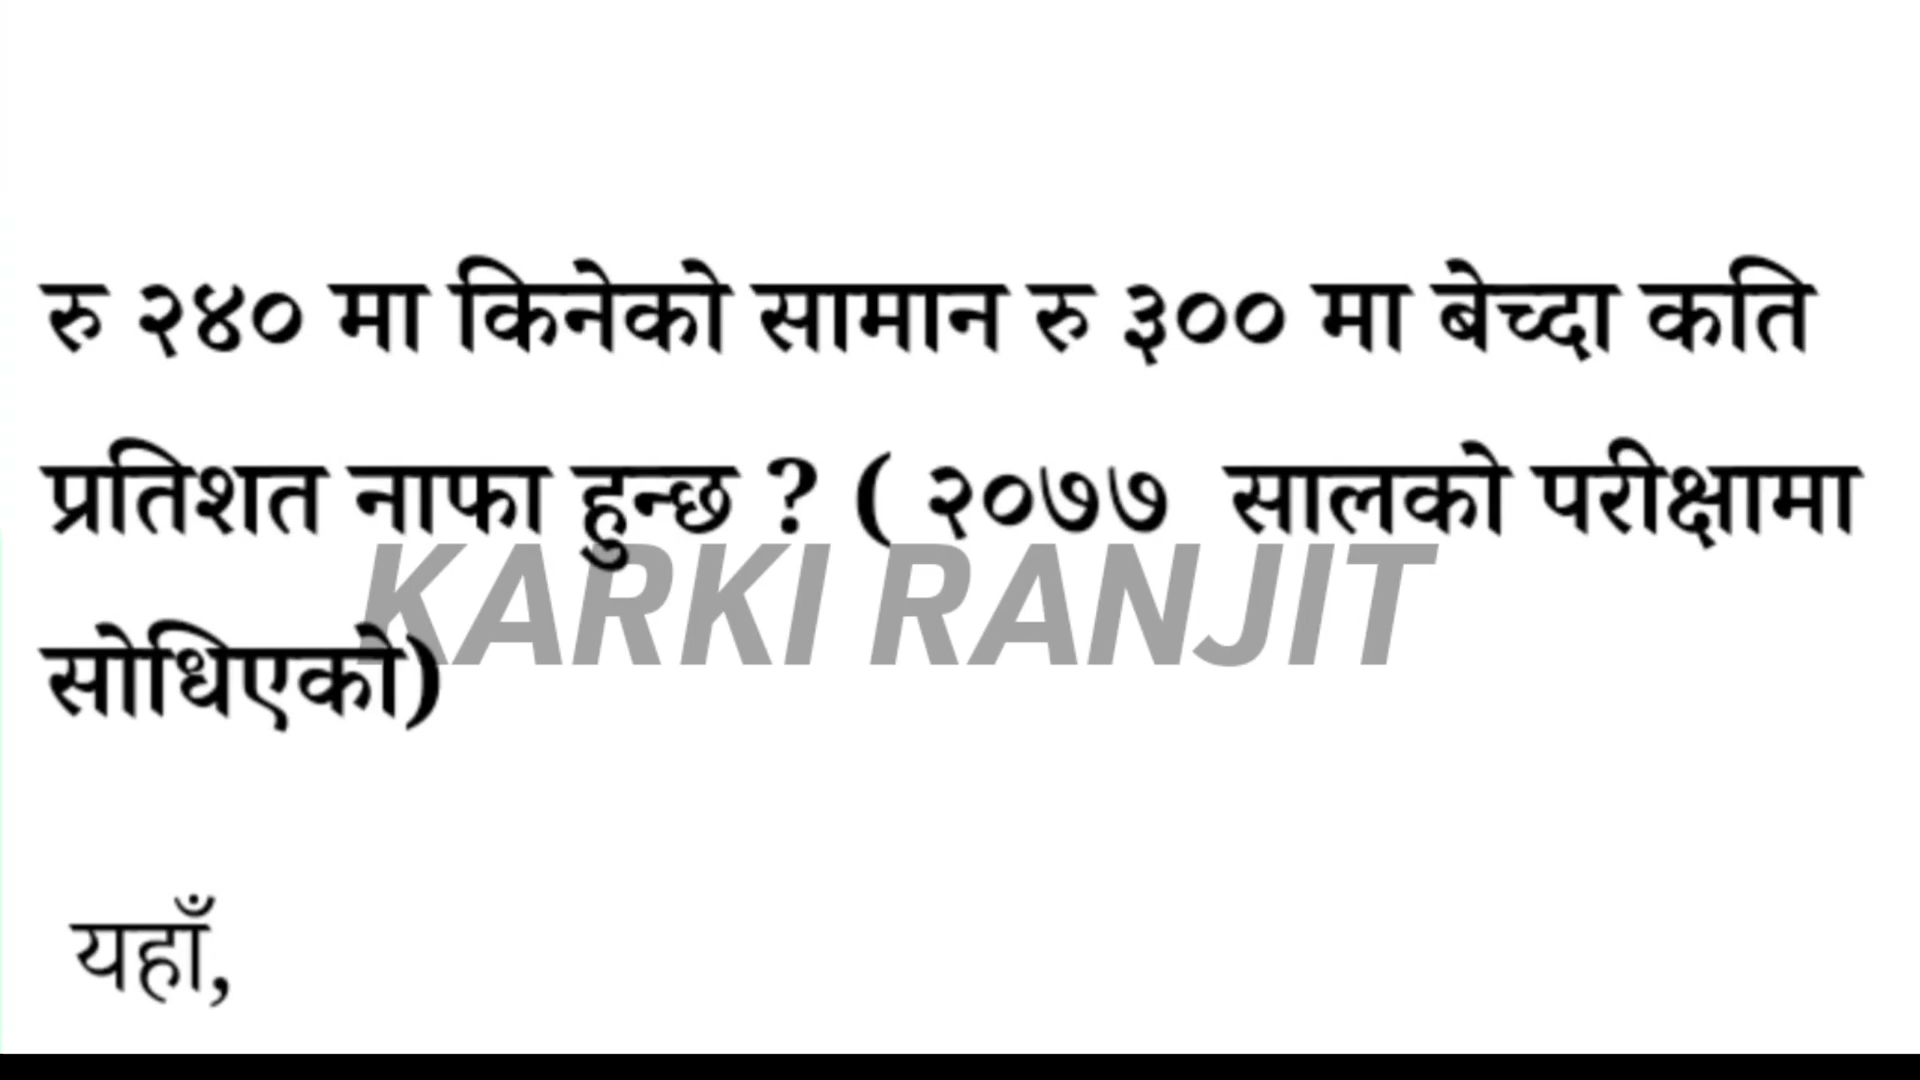 रु २४० मा किनेको सामान रु ३०० मा बेच्दा कति
प्रतिशत नाफा हुन्छ ? ( २०७७ सालको परीक्षामा
KARKI RANJIT
सोधिएको)
यहाँ,